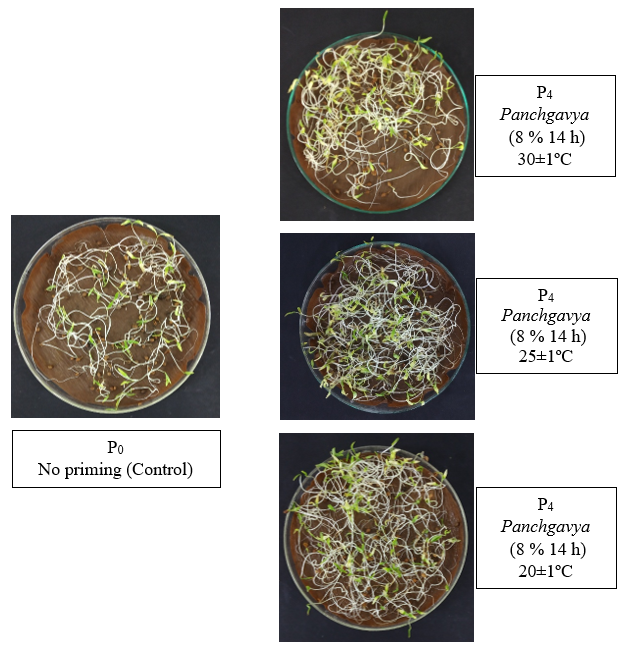 P₄
Panchgavya
(8 % 14 h)
30±1ºC
P₄
Panchgavya
(8 % 14 h)
25±1ºC
P₀
No priming (Control)
P₄
Panchgavya
(8 % 14 h)
20±1ºC